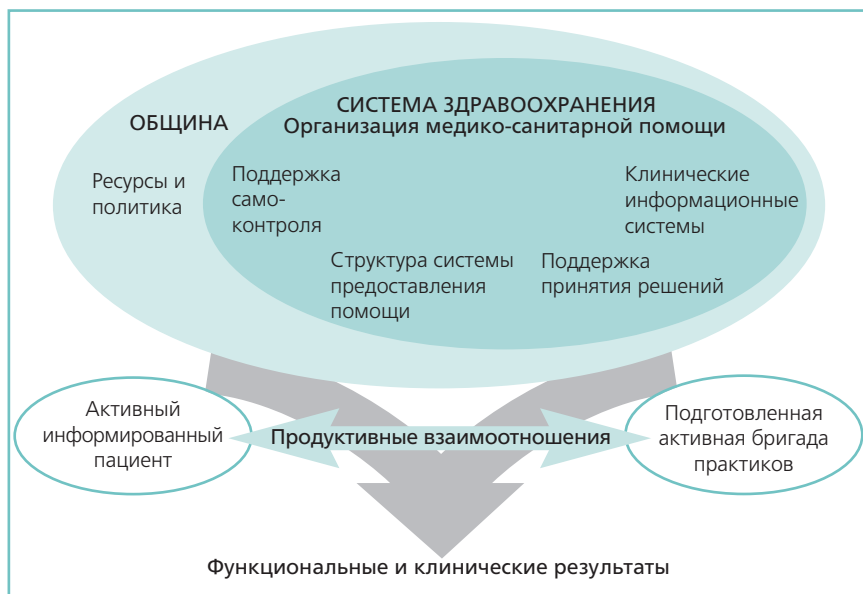 СИСТЕМА ЗДРАВООХРАНЕНИЯ
Организация медико-санитарной помощи
ОБЩИНА
Ресурсы и
политика
Поддержка
само-
контроля
Клинические
информационные
системы
Структура системы
предоставления
помощи
Поддержка
принятия решений
Активный
информированный
пациент
Продуктивные взаимоотношения
Подготовленная
активная бригада
практиков
Функциональные и клинические результаты